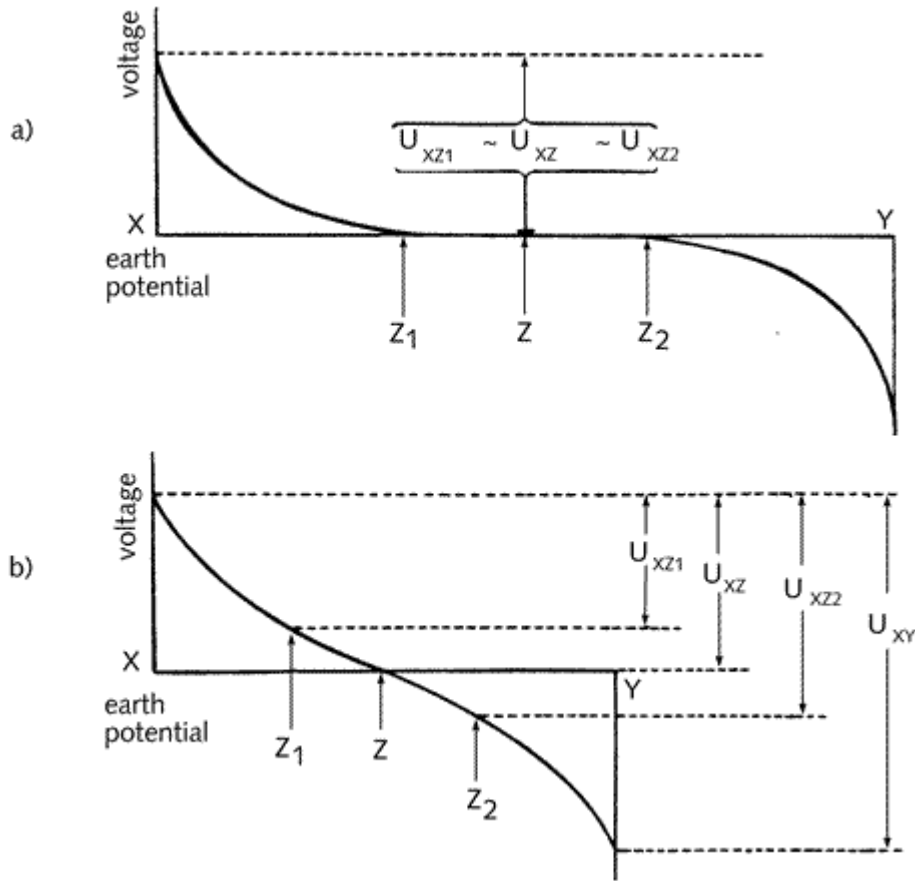 voltage
a)
U XZ1 ~ U XZ ~ U XZ2
X
Y
earth
potential
Z1
Z
Z2
voltage
b)
U XZ1
U XZ
U XZ2
U XY
X
Y
earth
potential
Z1
Z
Z2